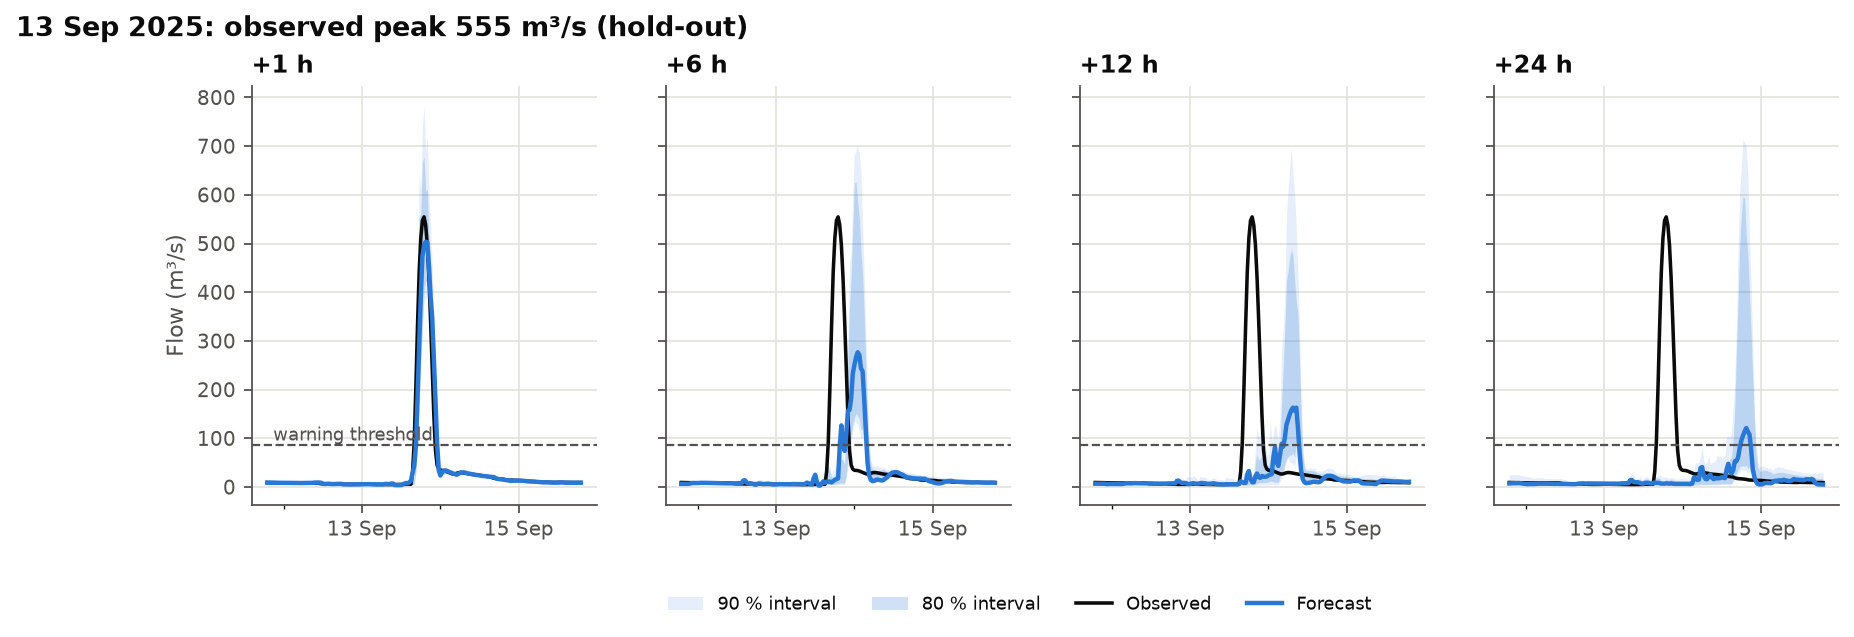 13 Sep 2025: observed peak 555 m³/s (hold-out)
+1 h
+6 h
+12 h
+24 h
Flow (m³/s)
800
700
600
500
400
300
200
100
0
warning threshold
13 Sep
15 Sep
13 Sep
15 Sep
13 Sep
15 Sep
13 Sep
15 Sep
90 % interval
80 % interval
Observed
Forecast